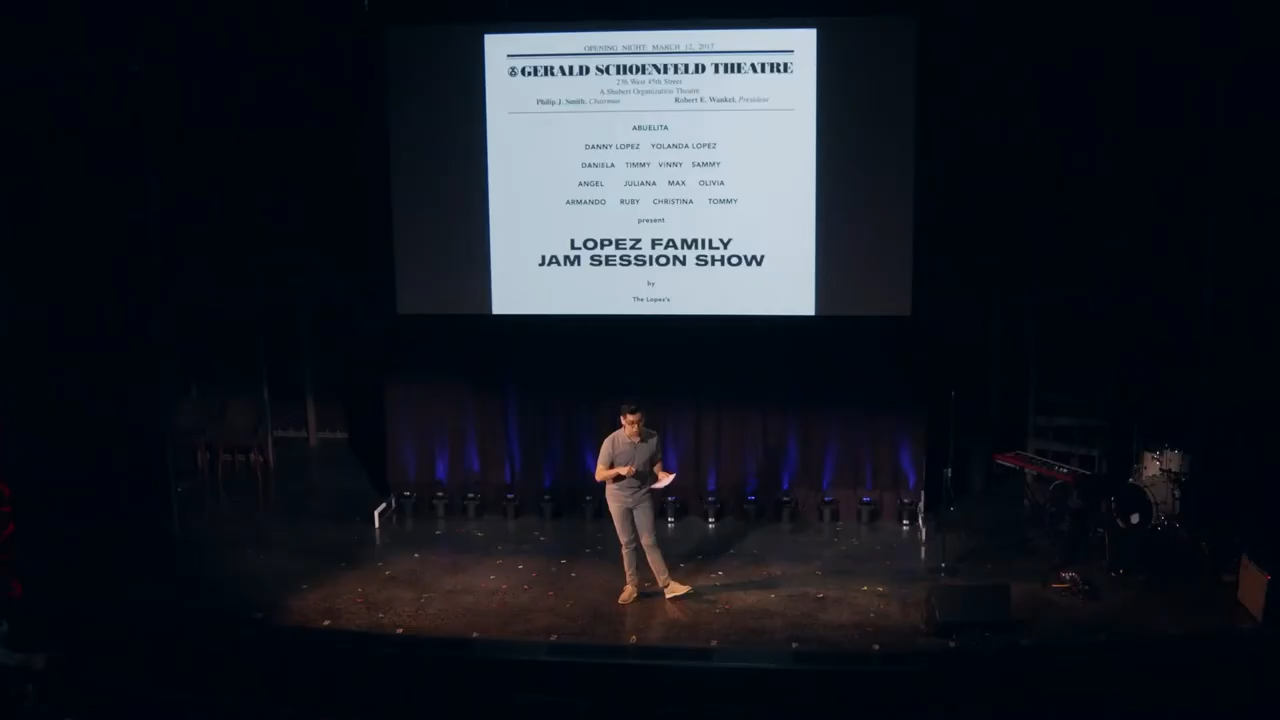 OPENING NIGHT: MARCH 12, 2017
GERALD SCHOENFELD THEATRE
236 West 45th Street
A Shubert Organization Theatre
Philip J. Smith, Chairman Robert E. Wankel, President
ABUELITA
DANNY LOPEZ YOLANDA LOPEZ
DANIELA TIMMY VINNY SAMMY
ANGEL JULIANA MAX OLIVIA
ARMANDO RUBY CHRISTINA TOMMY
present
LOPEZ FAMILY
JAM SESSION SHOW
by
The Lopez's